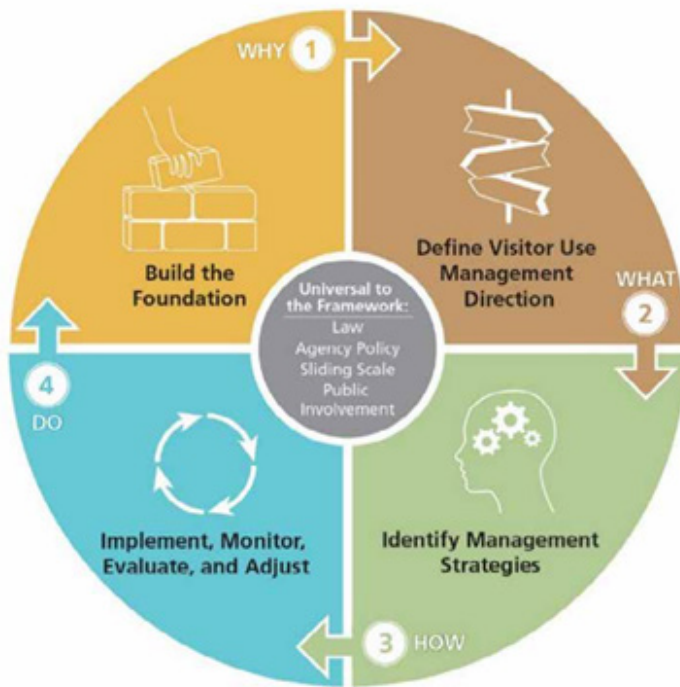 WHY 1
Build the
Foundation
Define Visitor Use
Management
Direction
WHAT
2
Universal to
the Framework:
Law
Agency Policy
Sliding Scale
Public
Involvement
Identify Management
Strategies
3 HOW
Implement, Monitor,
Evaluate, and Adjust
4
DO